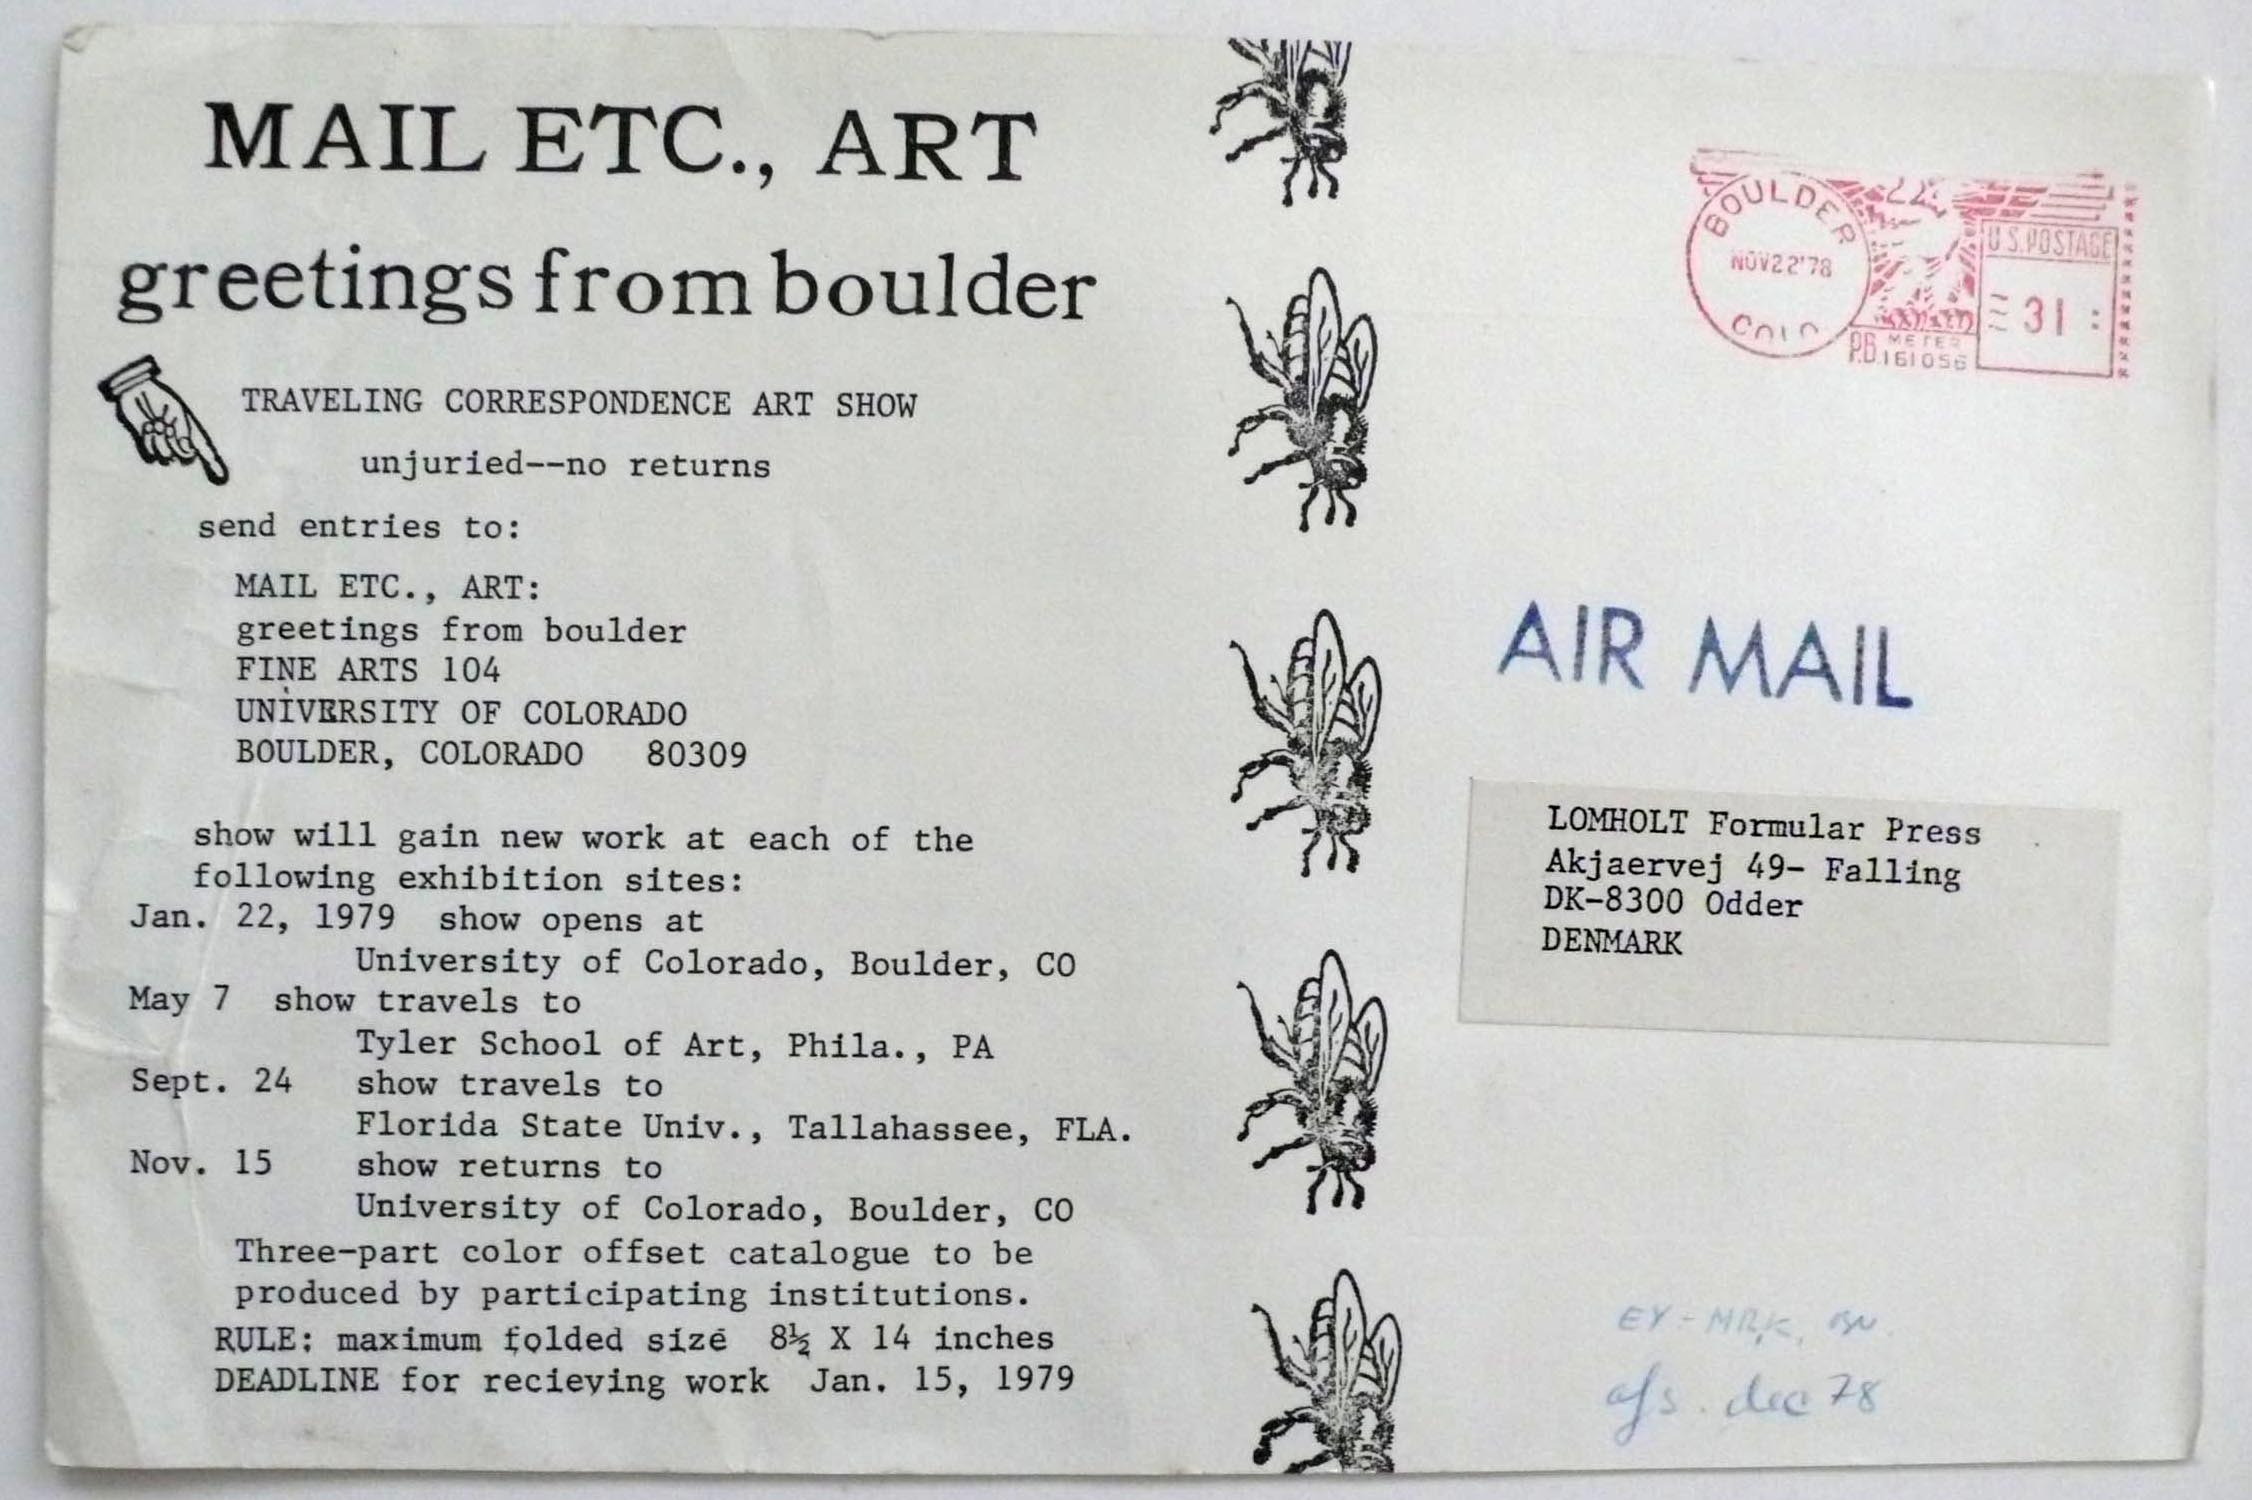 MAIL ETC., ART
greetings from boulder
TRAVELING CORRESPONDENCE ART SHOW
unjuried--no returns
send entries to:
MAIL ETC., ART:
greetings from boulder
FINE ARTS 104
UNIVERSITY OF COLORADO
BOULDER, COLORADO 80309
show will gain new work at each of the
following exhibition sites:
Jan. 22, 1979 show opens at
University of Colorado, Boulder, CO
May 7 show travels to
Tyler School of Art, Phila., PA
Sept. 24 show travels to
Florida State Univ., Tallahassee, FLA.
Nov. 15 show returns to
University of Colorado, Boulder, CO
Three-part color offset catalogue to be
produced by participating institutions.
RULE: maximum folded size 8½ X 14 inches
DEADLINE for recieving work Jan. 15, 1979
BOULDER
NOV22'78
COLO
U.S.POSTAGE
31
P.B. METER
161056
AIR MAIL
LOMHOLT Formular Press
Akjaervej 49- Falling
DK-8300 Odder
DENMARK
EY-MRK,
afs. dec 78